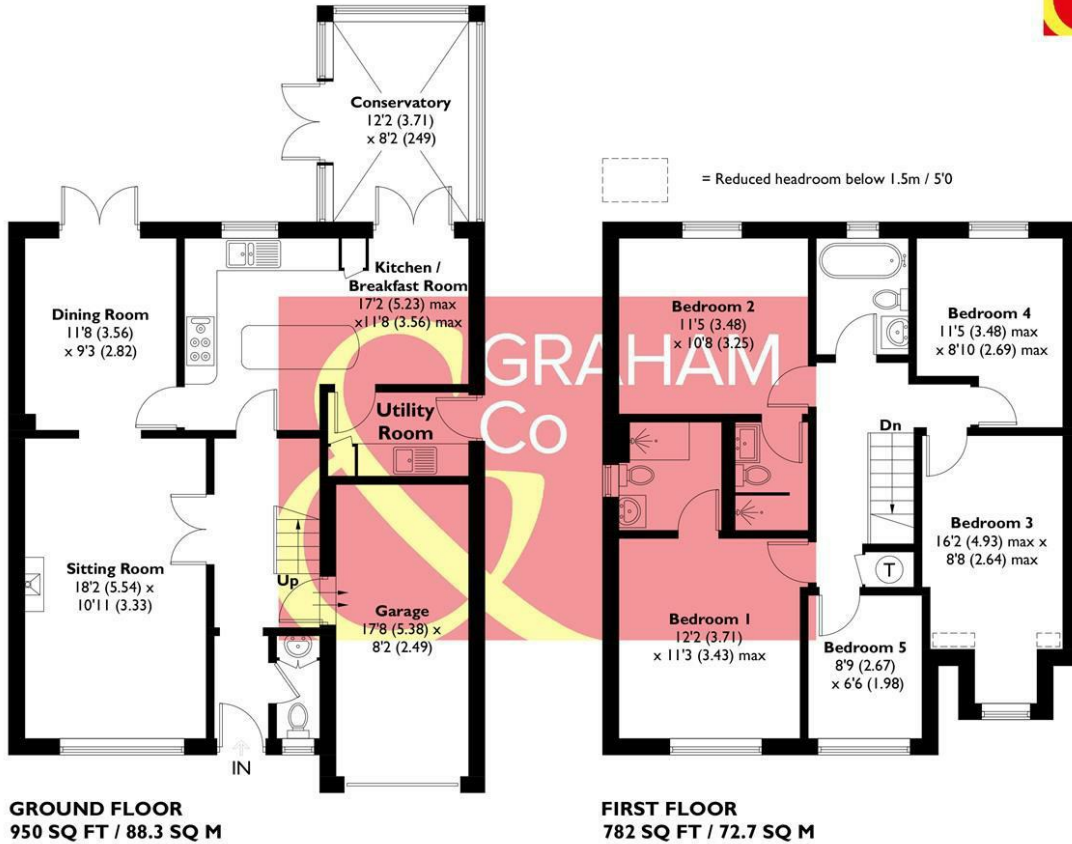 Conservatory
12'2 (3.71)
x 8'2 (249)
= Reduced headroom below 1.5m / 5'0
Dining Room
11'8 (3.56)
x 9'3 (2.82)
Kitchen /
Breakfast Room
17'2 (5.23) max
x11'8 (3.56) max
Utility
Room
Sitting Room
18'2 (5.54) x
10'11 (3.33)
Up
Garage
17'8 (5.38) x
8'2 (2.49)
IN
GRAHAM
&
Co
Bedroom 2
11'5 (3.48)
x 10'8 (3.25)
Bedroom 4
11'5 (3.48) max
x 8'10 (2.69) max
Dn
Bedroom 3
16'2 (4.93) max x
8'8 (2.64) max
T
Bedroom 1
12'2 (3.71)
x 11'3 (3.43) max
Bedroom 5
8'9 (2.67)
x 6'6 (1.98)
GROUND FLOOR
950 SQ FT / 88.3 SQ M
FIRST FLOOR
782 SQ FT / 72.7 SQ M